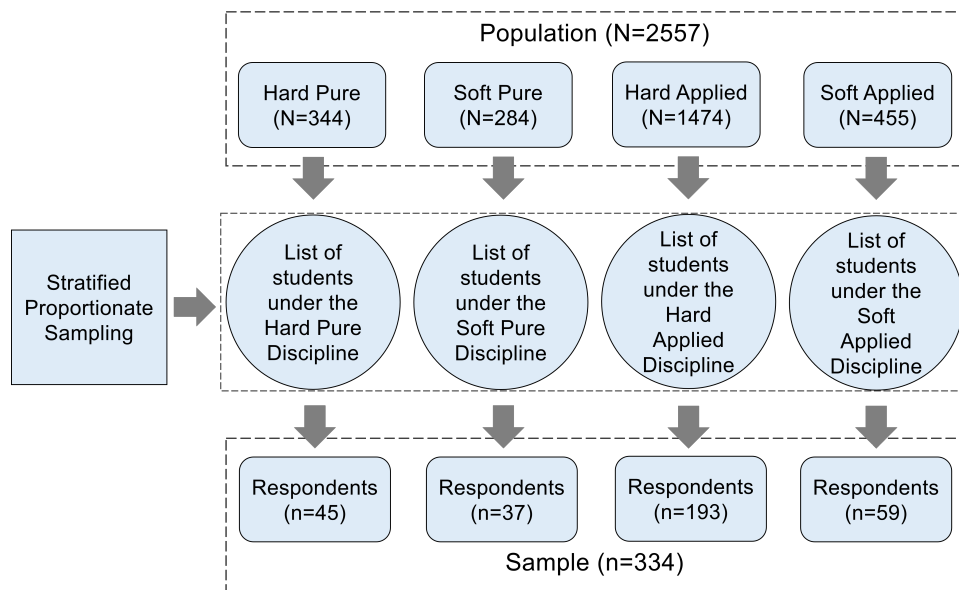 Population (N=2557)
Hard Pure
(N=344)
Soft Pure
(N=284)
Hard Applied
(N=1474)
Soft Applied
(N=455)
Stratified
Proportionate
Sampling
List of
students
under the
Hard Pure
Discipline
List of
students
under the
Soft Pure
Discipline
List of
students
under the
Hard
Applied
Discipline
List of
students
under the
Soft
Applied
Discipline
Respondents
(n=45)
Respondents
(n=37)
Respondents
(n=193)
Respondents
(n=59)
Sample (n=334)